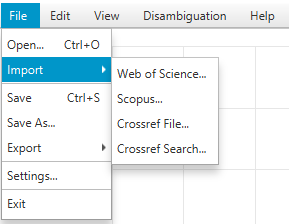 File Edit View Disambiguation Help
Open... Ctrl+O
Import
Web of Science...
Save Ctrl+S
Scopus...
Save As...
Crossref File...
Export
Crossref Search...
Settings...
Exit